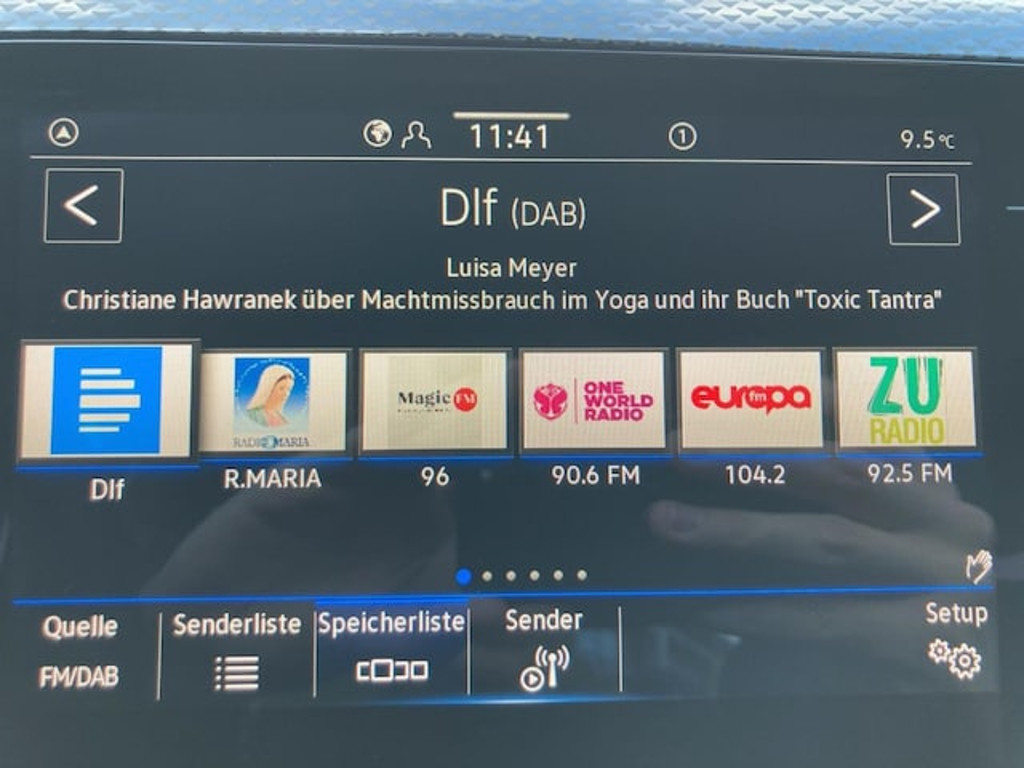 11:41
1
9.5°C
<
Dlf (DAB)
>
Luisa Meyer
Christiane Hawranek über Machtmissbrauch im Yoga und ihr Buch "Toxic Tantra"
RADIO MARIA
Magic FM
ONE
WORLD
RADIO
europa fm
ZU
RADIO
Dlf
R.MARIA
96
90.6 FM
104.2
92.5 FM
Quelle
Senderliste
Speicherliste
Sender
Setup
FM/DAB